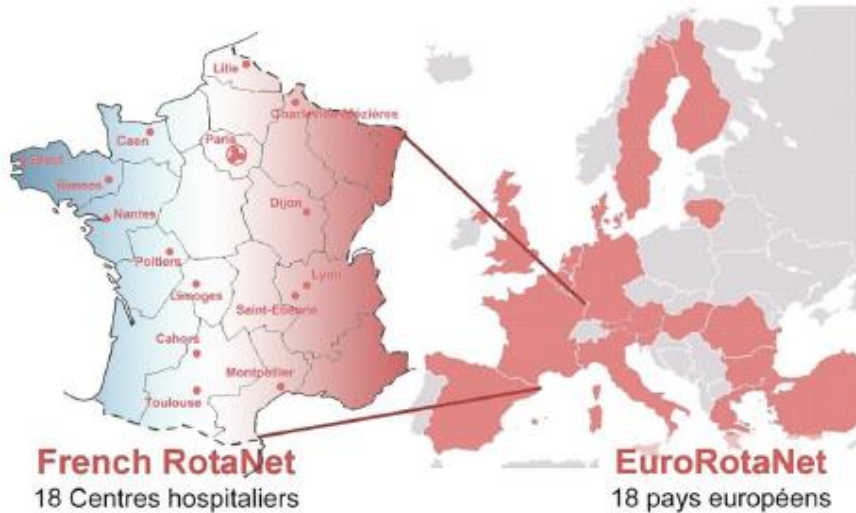 Lille
Charleville-Mézières
Caen
Paris
Brest
Rennes
Nantes
Dijon
Poitiers
Limoges
Lyon
Saint-Etienne
Cahors
Montpellier
Toulouse
French RotaNet
18 Centres hospitaliers
EuroRotaNet
18 pays européens